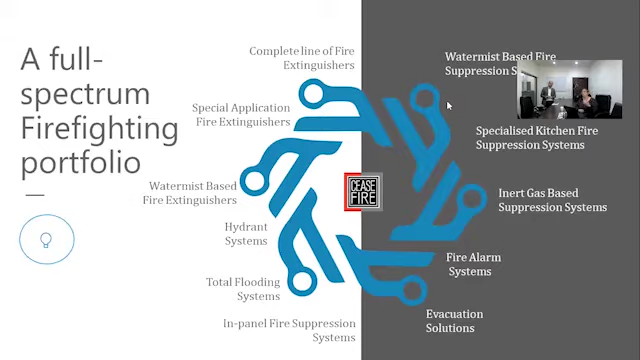 A full-
spectrum
Firefighting
portfolio
Complete line of Fire
Extinguishers
Special Application
Fire Extinguishers
Watermist Based
Fire Extinguishers
Hydrant
Systems
Total Flooding
Systems
In-panel Fire Suppression
Systems
CEASE
FIRE
Watermist Based Fire
Suppression
Specialised Kitchen Fire
Suppression Systems
Inert Gas Based
Suppression Systems
Fire Alarm
Systems
Evacuation
Solutions